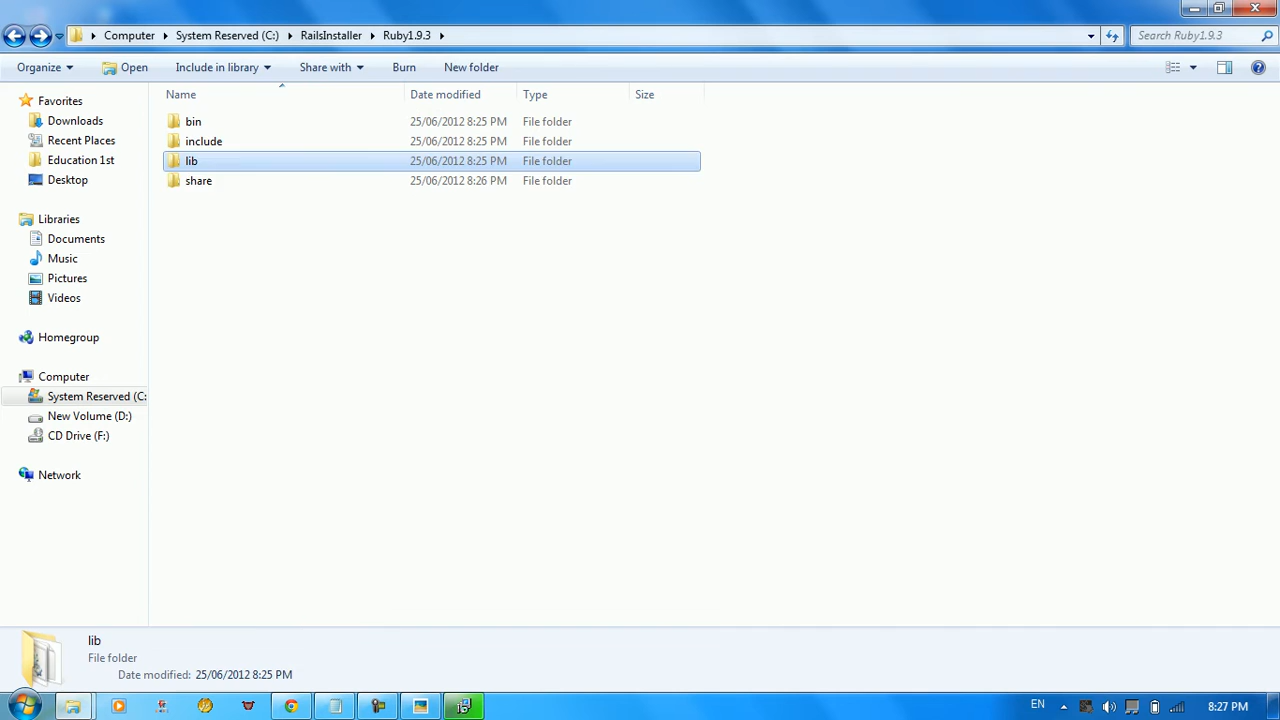 Computer System Reserved (C:) RailsInstaller Ruby1.9.3 Search Ruby1.9.3
Organize Open Include in library Share with Burn New folder
Name Date modified Type Size
Favorites
Downloads
Recent Places
Education 1st
Desktop
Libraries
Documents
Music
Pictures
Videos
Homegroup
Computer
System Reserved (C:
New Volume (D:)
CD Drive (F:)
Network
bin 25/06/2012 8:25 PM File folder
include 25/06/2012 8:25 PM File folder
lib 25/06/2012 8:25 PM File folder
share 25/06/2012 8:26 PM File folder
lib
File folder
Date modified: 25/06/2012 8:25 PM
EN 8:27 PM